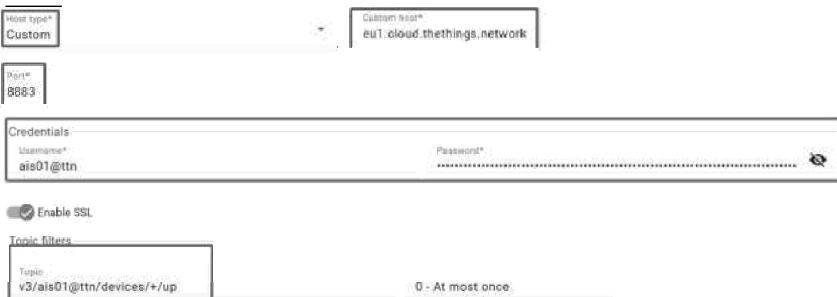 Host type* Custom host*
Custom eu1.cloud.thethings.network
Port*
8883
Credentials
Username* Password*
ais01@ttn ••••••••••••••••••••••••••••••••••••••••••••••••••••••••••••••••••••••••
Enable SSL
Topic filters
Topic
v3/ais01@ttn/devices/+/up 0 - At most once